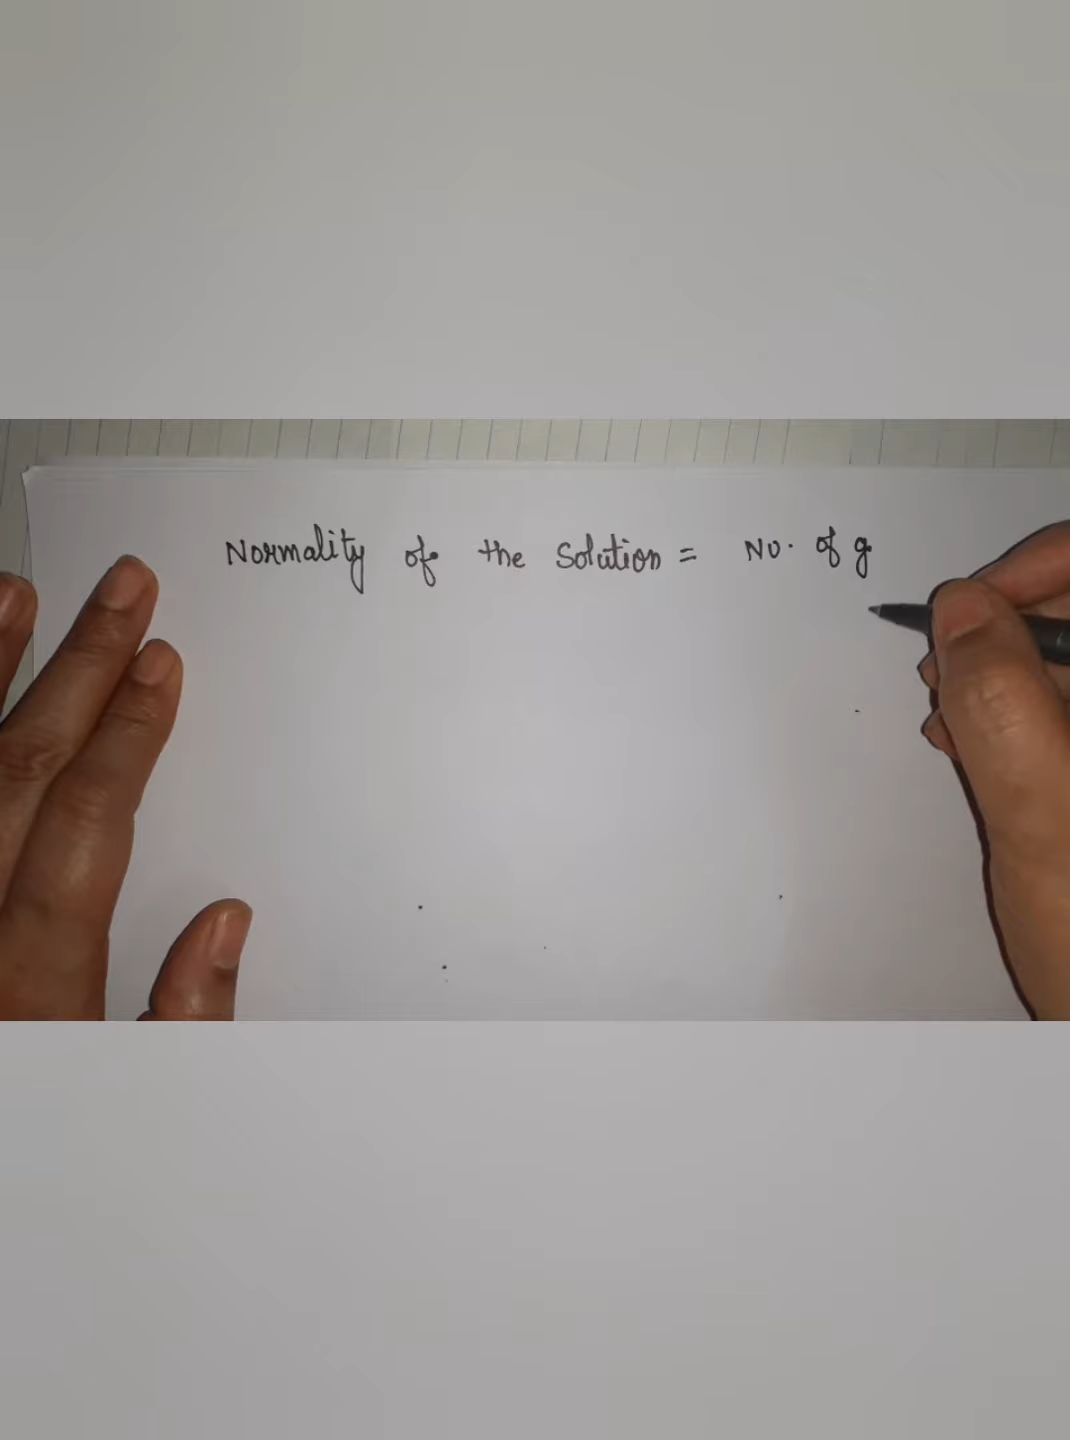 Normality of the Solution = No. of g